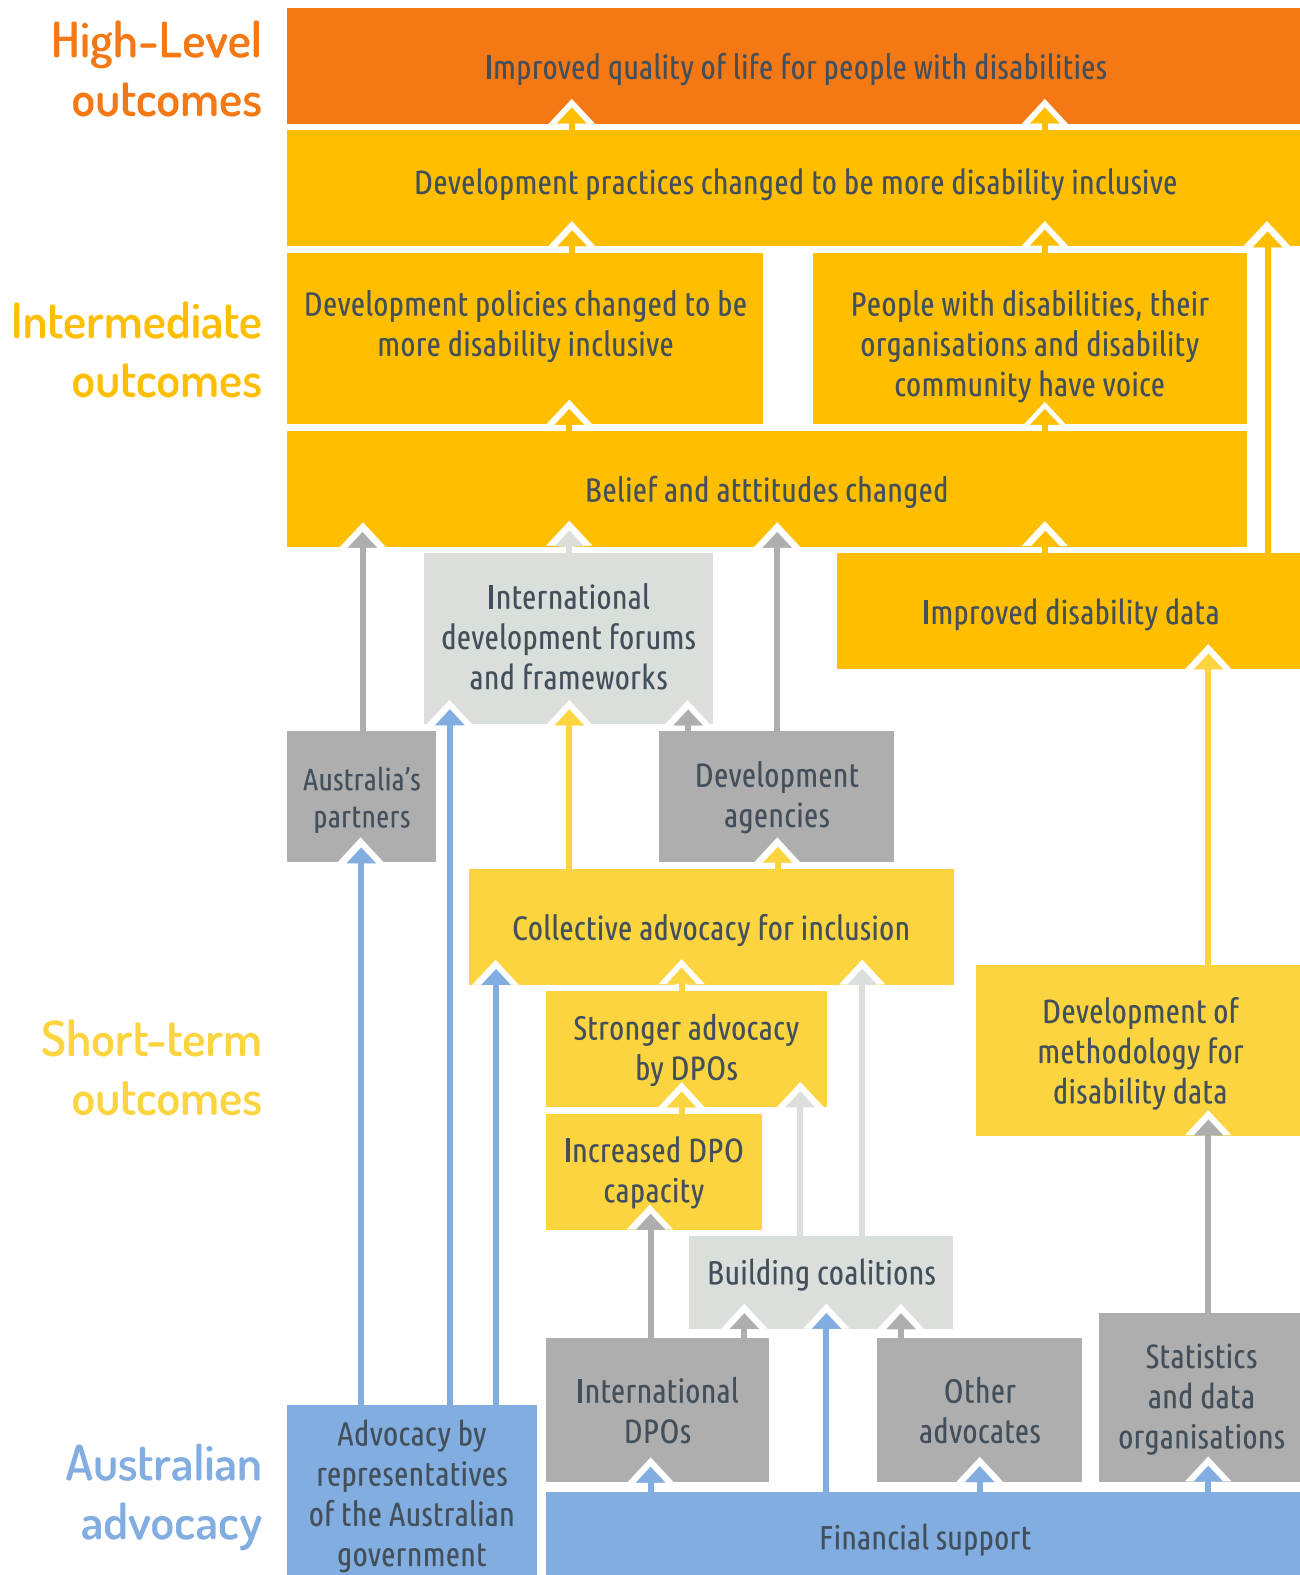 High-Level
outcomes
Improved quality of life for people with disabilities
Development practices changed to be more disability inclusive
Intermediate
outcomes
Development policies changed to be
more disability inclusive
People with disabilities, their
organisations and disability
community have voice
Belief and atttitudes changed
International
development forums
and frameworks
Improved disability data
Australia's
partners
Development
agencies
Collective advocacy for inclusion
Short-term
outcomes
Stronger advocacy
by DPOs
Development of
methodology for
disability data
Increased DPO
capacity
Building coalitions
International
DPOs
Other
advocates
Statistics
and data
organisations
Australian
advocacy
Advocacy by
representatives
of the Australian
government
Financial support